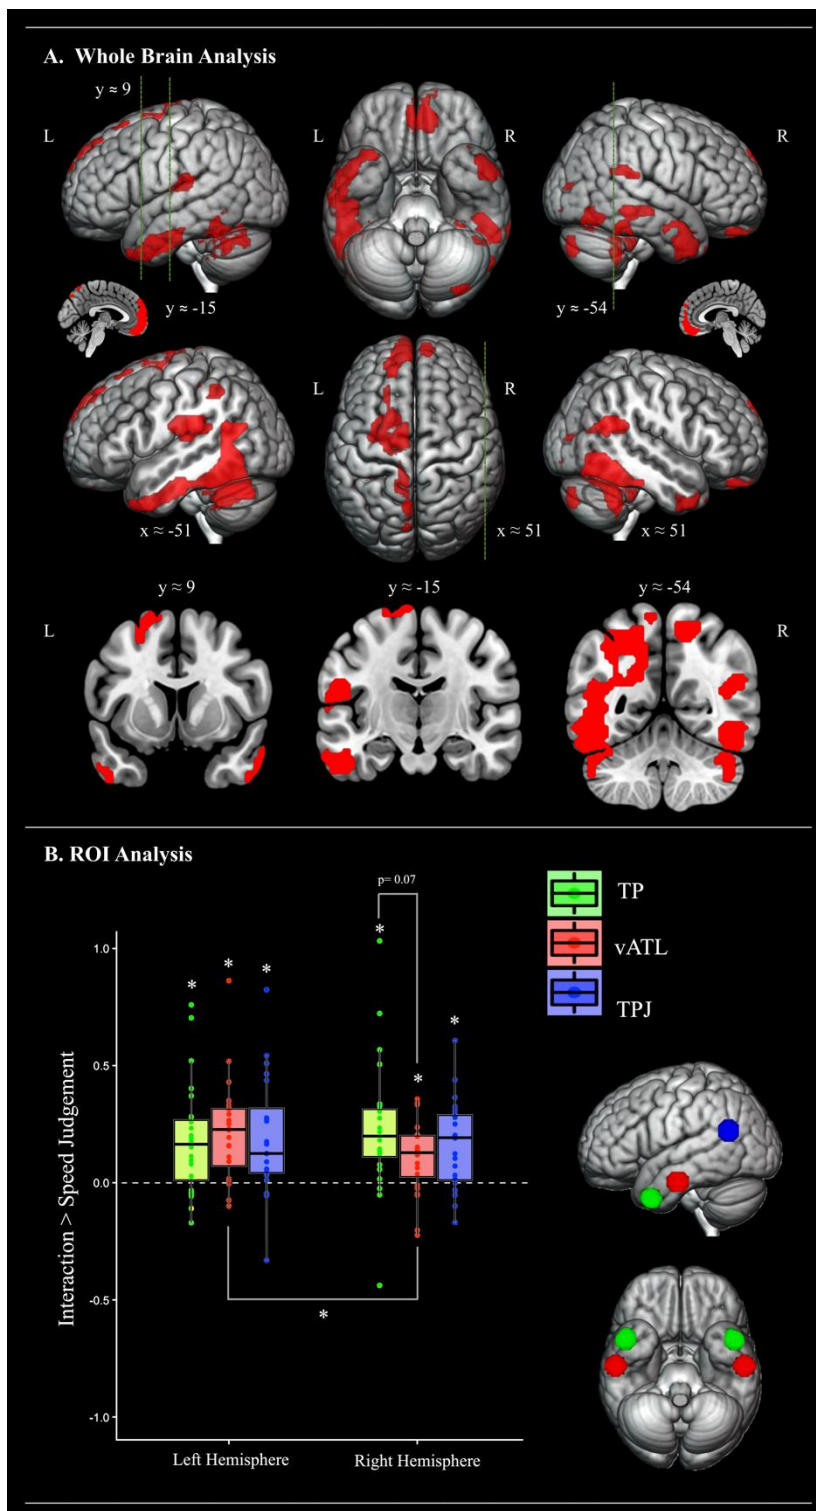 A. Whole Brain Analysis
y ≈ 9
L
R
R
y ≈ -15
y ≈ -54
L
R
x ≈ -51
x ≈ 51
x ≈ 51
y ≈ 9
y ≈ -15
y ≈ -54
L
R
B. ROI Analysis
p= 0.07
TP
vATL
TPJ
*
*
*
*
*
*
*
1.0
0.5
0.0
-0.5
-1.0
Interaction > Speed Judgement
Left Hemisphere
Right Hemisphere